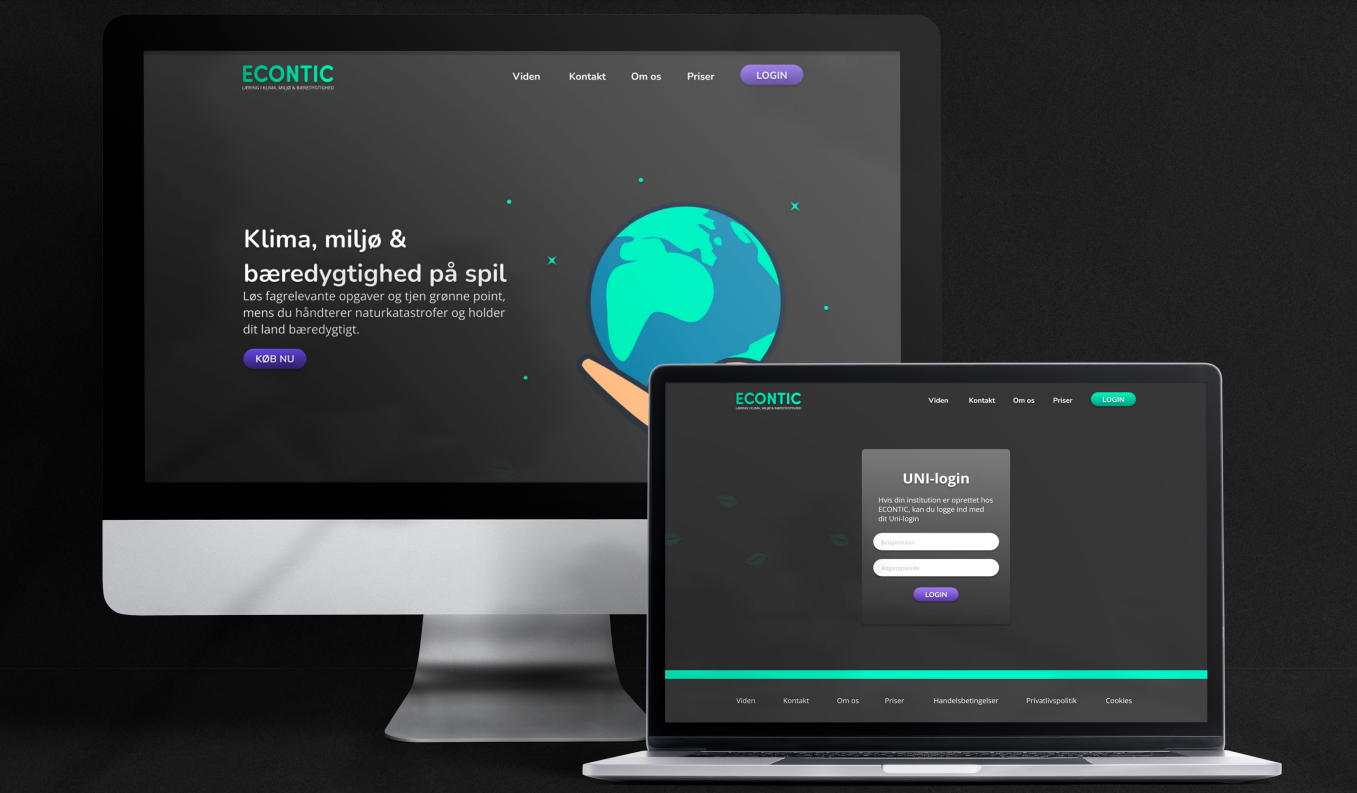 ECONTIC
LÆRING I KLIMA, MILJØ & BÆREDYGTIGHED
Viden Kontakt Om os Priser LOGIN
Klima, miljø &
bæredygtighed på spil
Løs fagrelevante opgaver og tjen grønne point,
mens du håndterer naturkatastrofer og holder
dit land bæredygtigt.
KØB NU
ECONTIC
LÆRING I KLIMA, MILJØ & BÆREDYGTIGHED
Viden Kontakt Om os Priser LOGIN
UNI-login
Hvis din institution er oprettet hos
ECONTIC, kan du logge ind med
dit Uni-login
Brugernavn
Adgangskode
LOGIN
Viden Kontakt Om os Priser Handelsbetingelser Privatlivspolitik Cookies